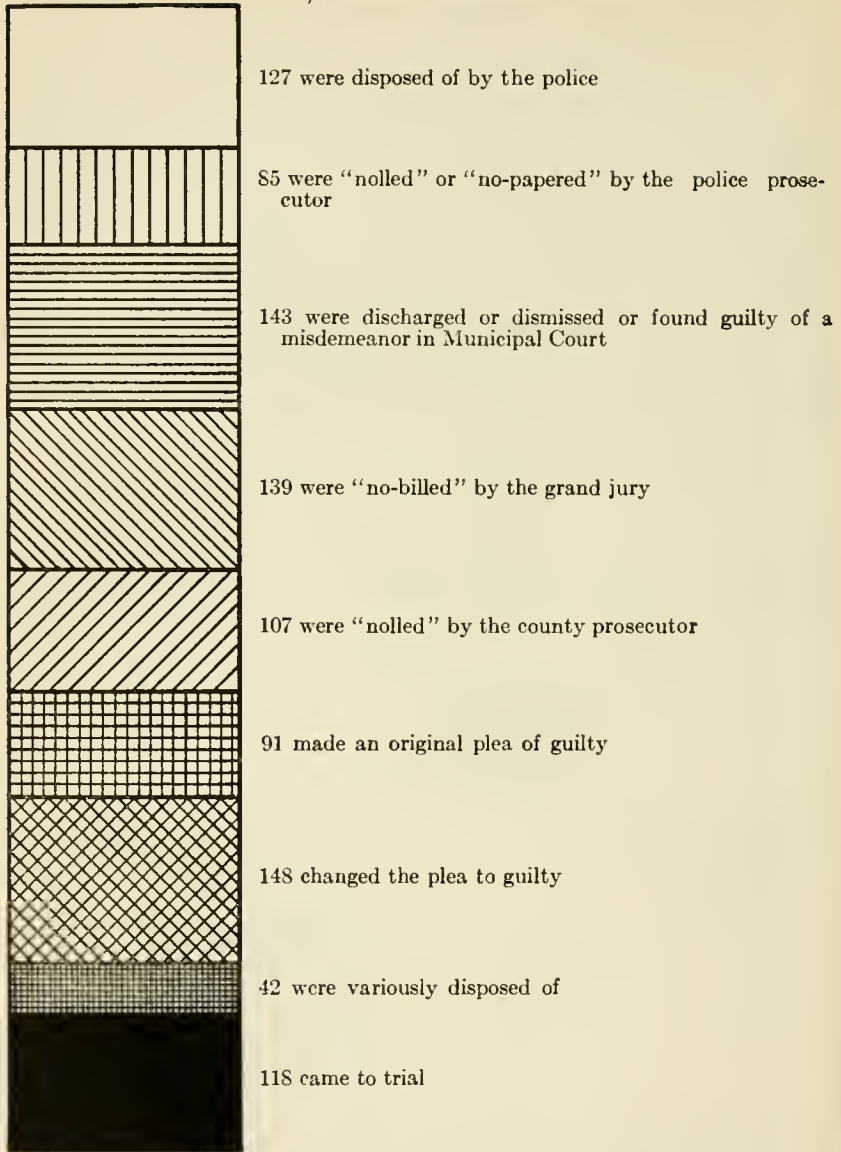 127 were disposed of by the police
85 were “nolled” or “no-papered” by the police prose-
cutor
143 were discharged or dismissed or found guilty of a
misdemeanor in Municipal Court
139 were “no-billed” by the grand jury
107 were “nolled” by the county prosecutor
91 made an original plea of guilty
148 changed the plea to guilty
42 were variously disposed of
118 came to trial